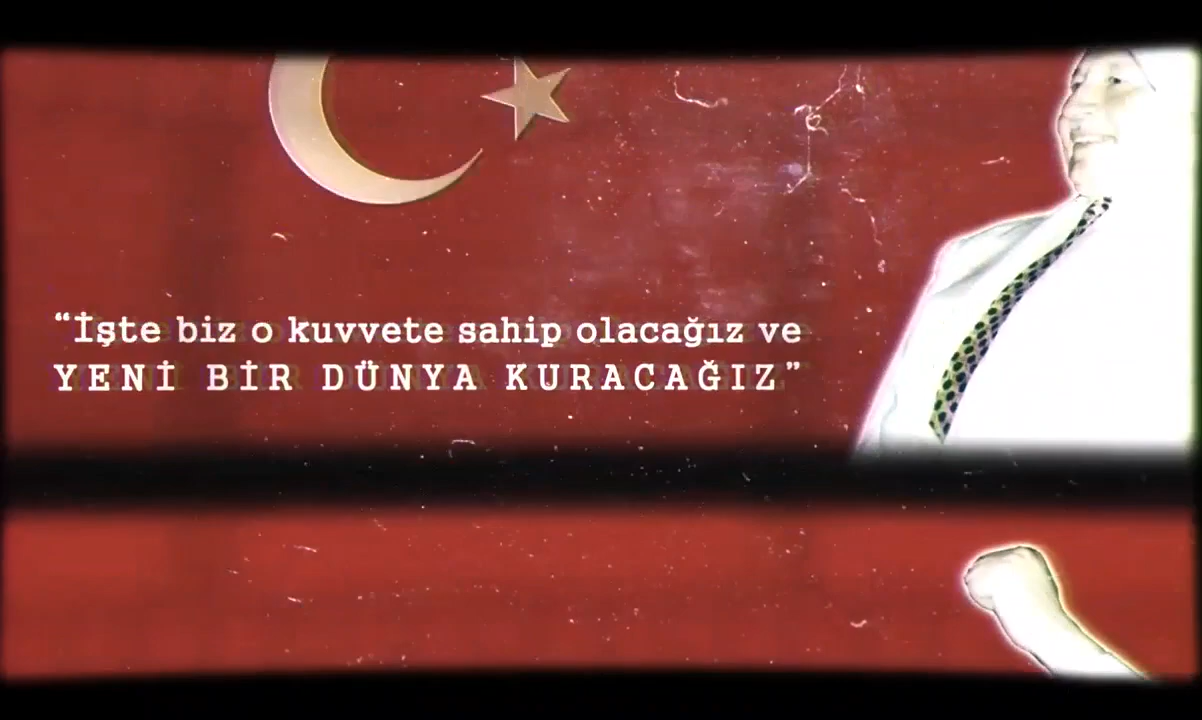 “İşte biz o kuvvete sahip olacağız ve
YENİ BİR DÜNYA KURACAĞIZ”